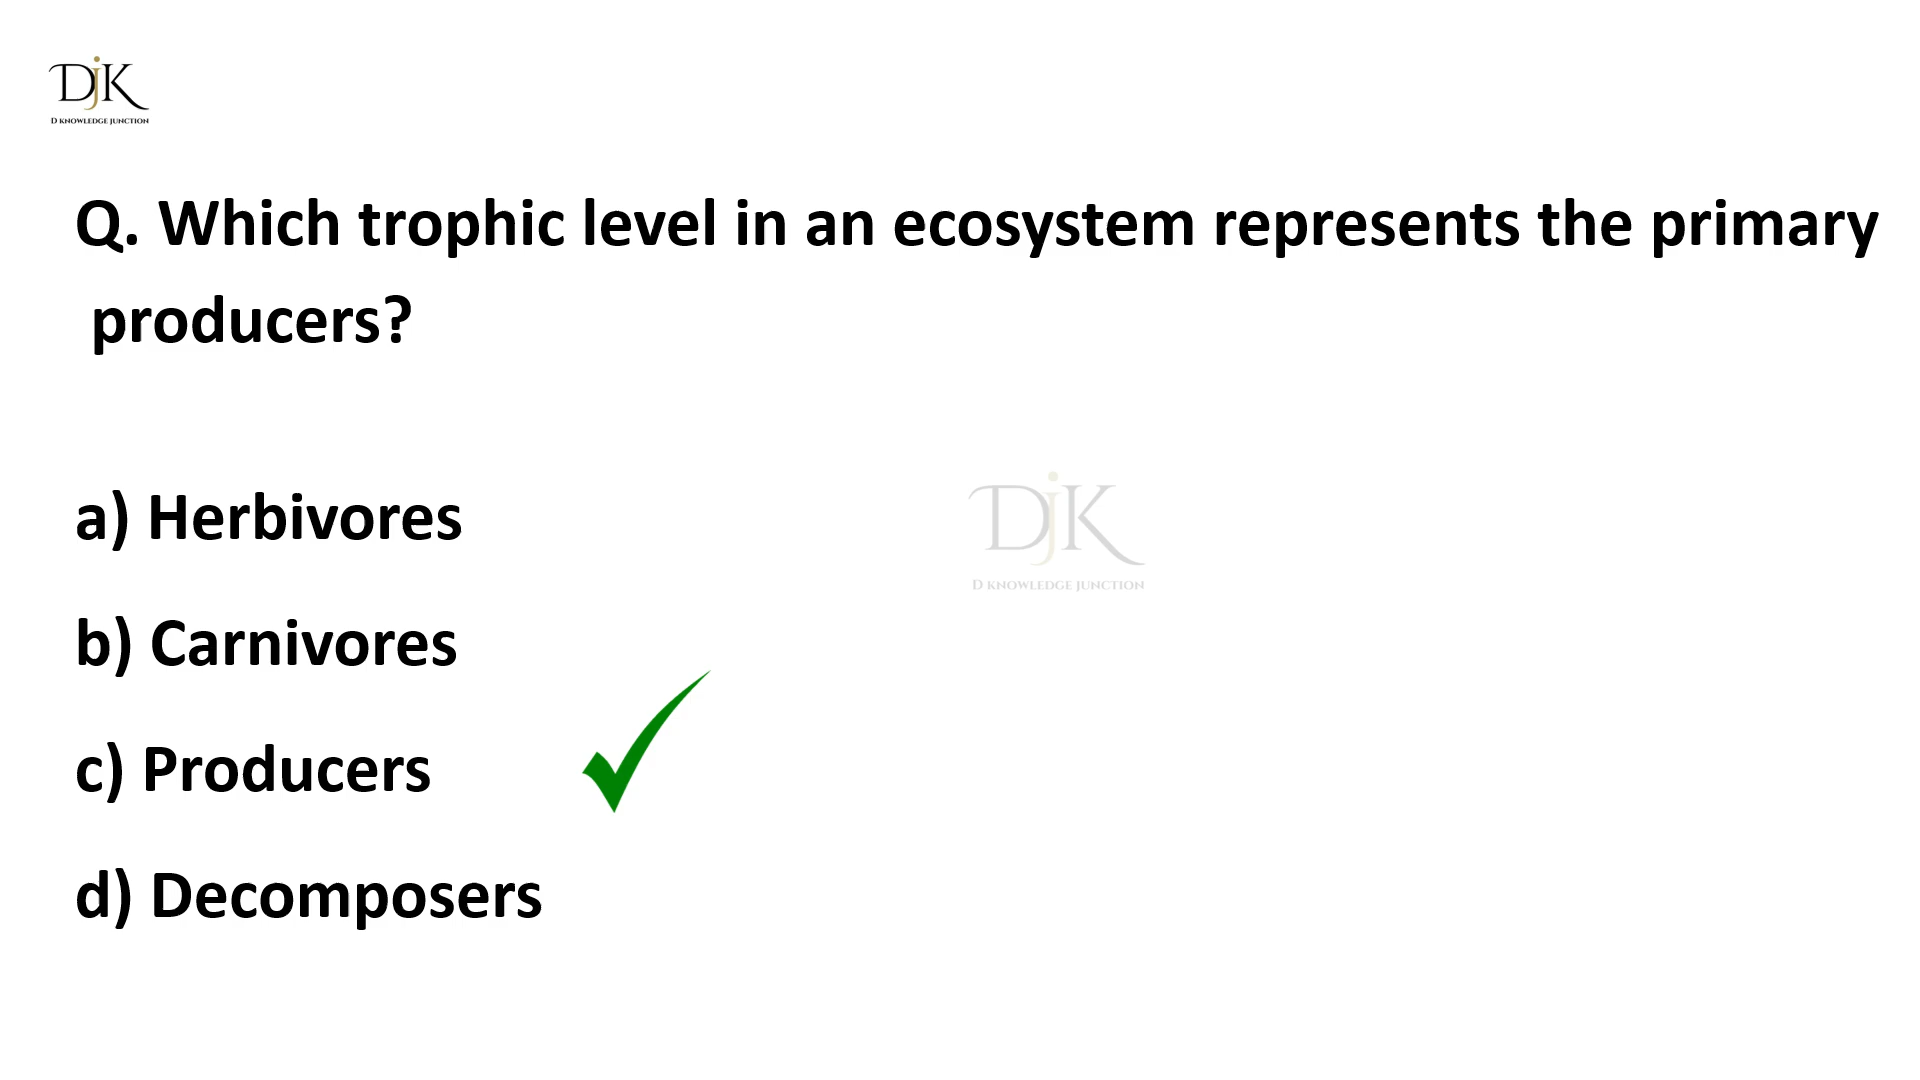 DjK
D KNOWLEDGE JUNCTION
Q. Which trophic level in an ecosystem represents the primary
producers?
a) Herbivores
DjK
D KNOWLEDGE JUNCTION
b) Carnivores
c) Producers
d) Decomposers